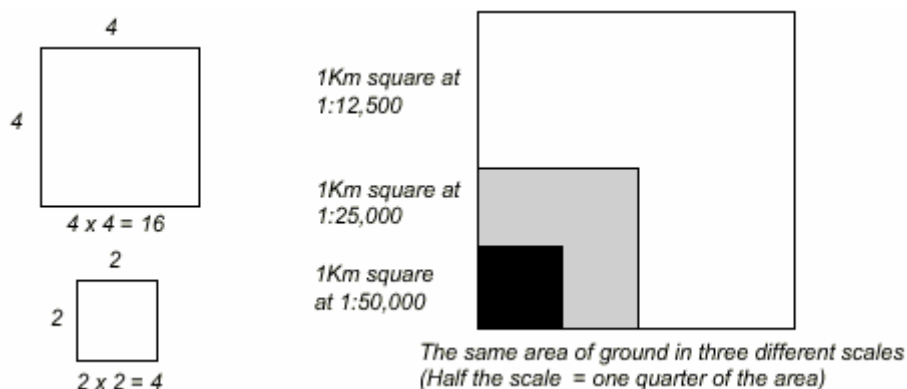 4
4
4 x 4 = 16
2
2
2 x 2 = 4
1Km square at
1:12,500
1Km square at
1:25,000
1Km square
at 1:50,000
The same area of ground in three different scales
(Half the scale = one quarter of the area)